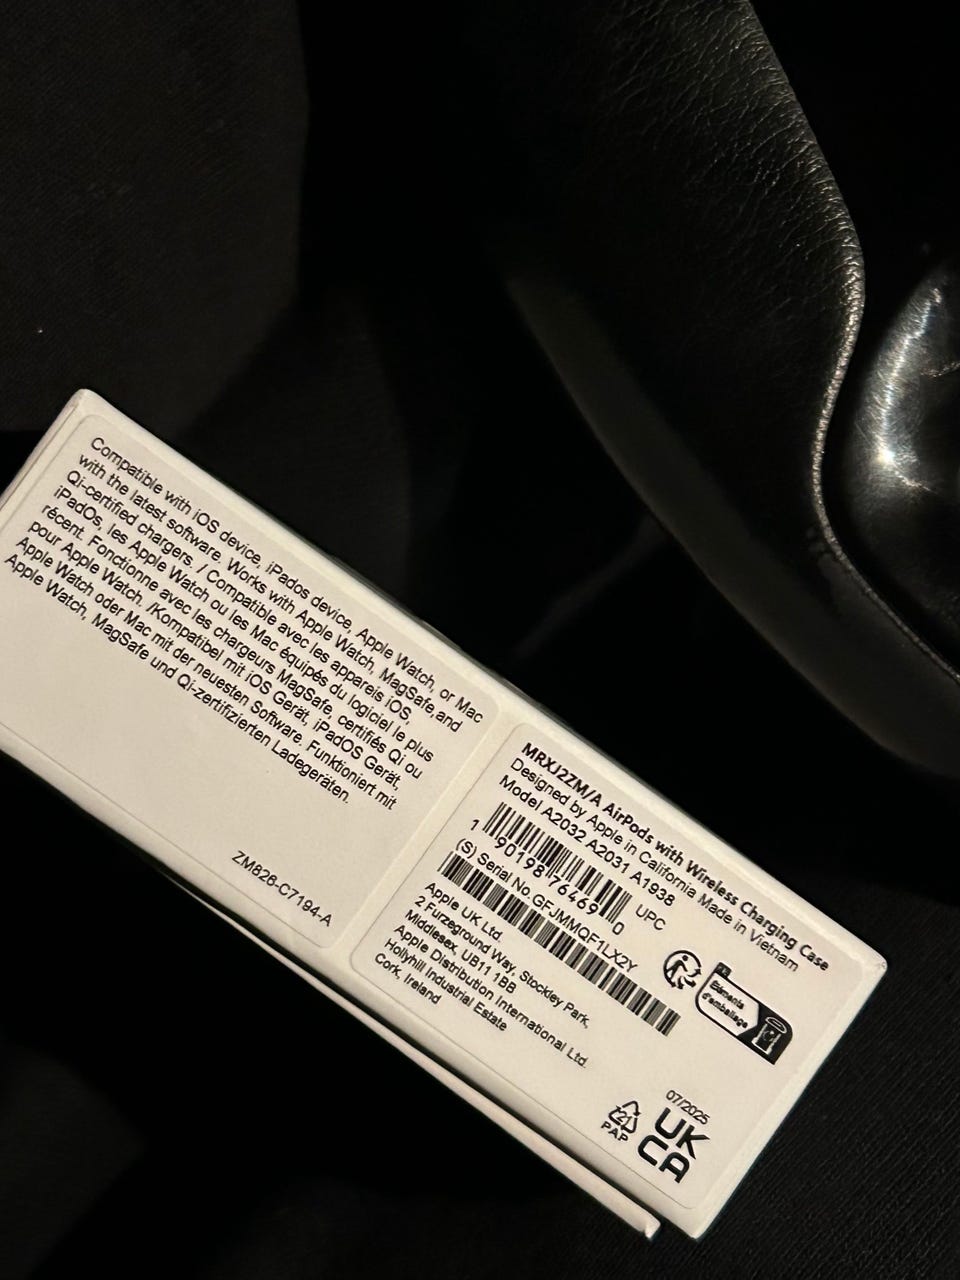 Compatible with iOS device, iPados device, Apple Watch, or Mac
with the latest software. Works with Apple Watch, MagSafe,and
Qi-certified chargers. / Compatible avec les appareils iOS,
iPadOs, les Apple Watch ou les Mac équipés du logiciel le plus
récent. Fonctionne avec les chargeurs MagSafe, certifiés Qi ou
pour Apple Watch. /Kompatibel mit iOS Gerät, iPadOS Gerät,
Apple Watch oder Mac mit der neuesten Software. Funktioniert mit
Apple Watch, MagSafe und Qi-zertifizierten Ladegeräten.
ZM828-C7194-A
MRXJ2ZM/A AirPods with Wireless Charging Case
Designed by Apple in California Made in Vietnam
Model A2032 A2031 A1938
1 90198 76469 0 UPC
(S) Serial No.GFJMMQF1LX2Y
Apple UK Ltd.
2 Furzeground Way, Stockley Park,
Middlesex, UB11 1BB
Apple Distribution International Ltd.
Hollyhill Industrial Estate
Cork, Ireland
Eléments
d'emballage
07/2025
21
PAP
UK
CA